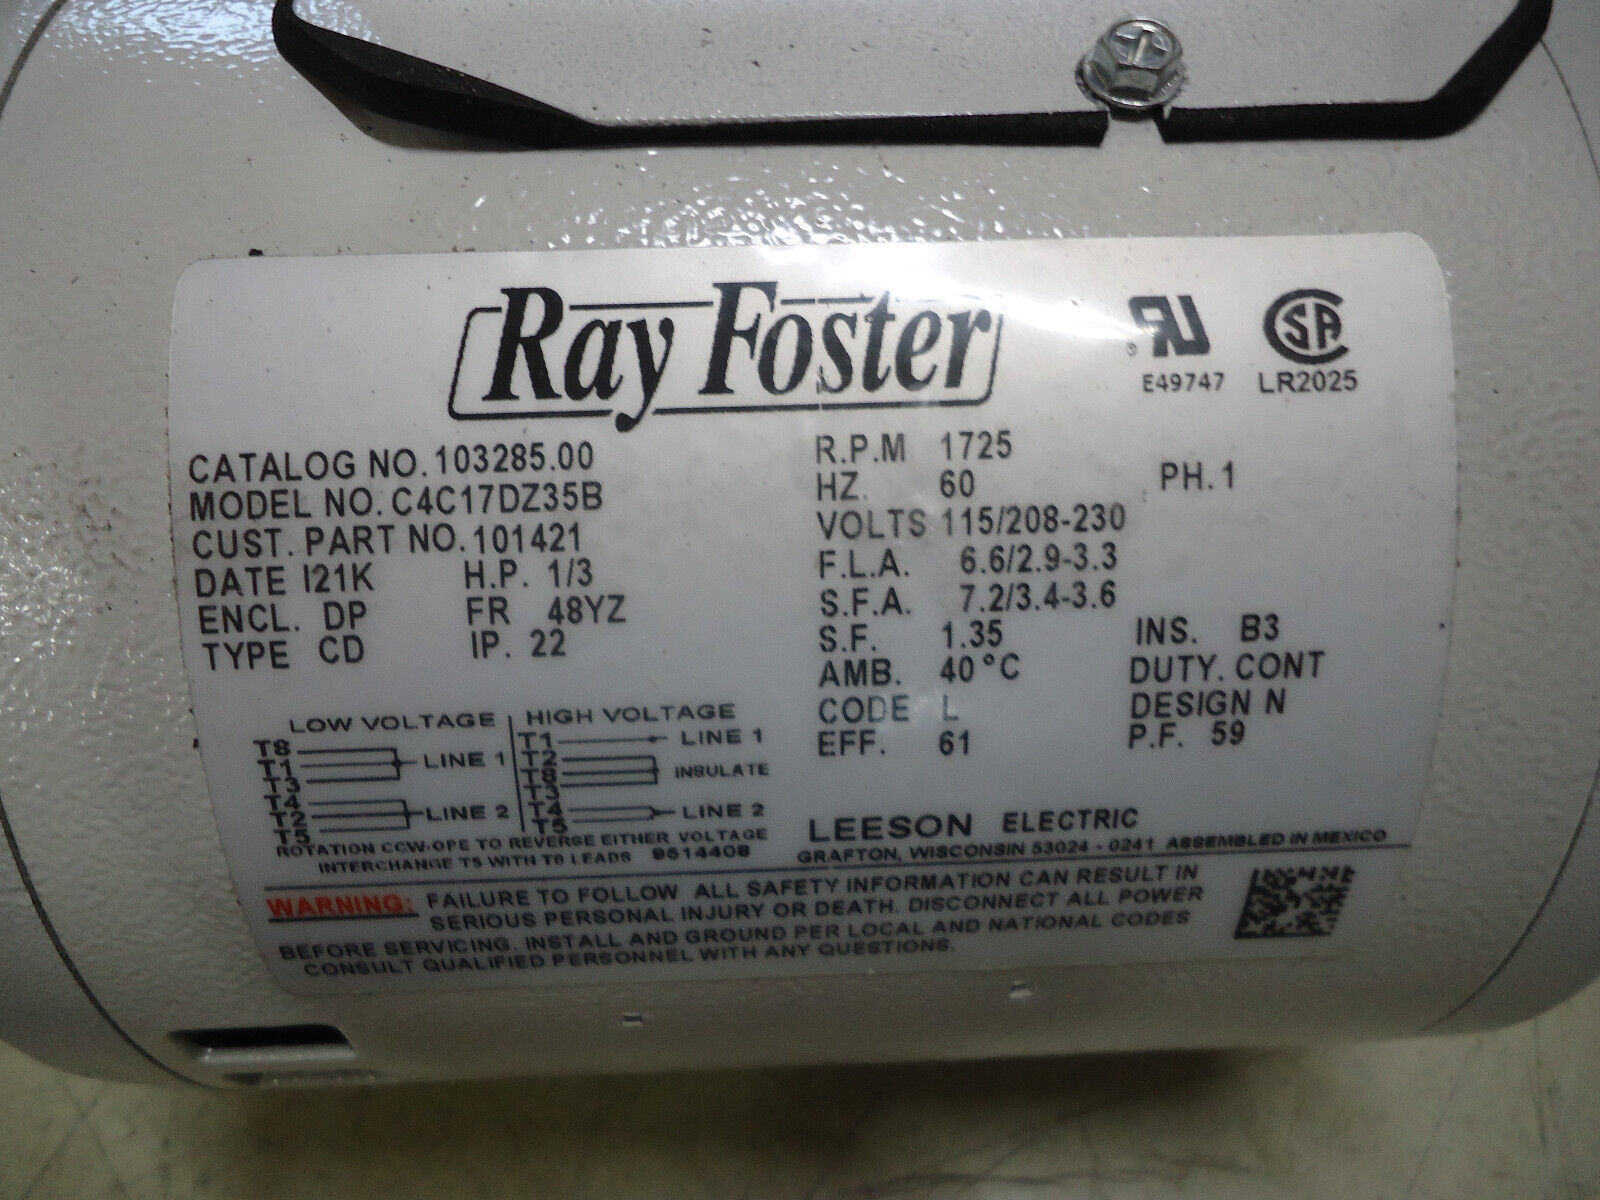 Ray Foster
E49747
LR2025
CATALOG NO. 103285.00
MODEL NO. C4C17DZ35B
CUST. PART NO. 101421
DATE I21K H.P. 1/3
ENCL. DP FR 48YZ
TYPE CD IP. 22
R.P.M 1725
HZ. 60 PH. 1
VOLTS 115/208-230
F.L.A. 6.6/2.9-3.3
S.F.A. 7.2/3.4-3.6
S.F. 1.35 INS. B3
AMB. 40°C DUTY. CONT
CODE L DESIGN N
EFF. 61 P.F. 59
LOW VOLTAGE
T8
T1 LINE 1
T3
T4
T2 LINE 2
T5
HIGH VOLTAGE
T1 LINE 1
T2
T8 INSULATE
T3
T4 LINE 2
T5
ROTATION CCW-OPE TO REVERSE EITHER VOLTAGE
INTERCHANGE T5 WITH T8 LEADS 9514408
LEESON ELECTRIC
GRAFTON, WISCONSIN 53024 - 0241 ASSEMBLED IN MEXICO
WARNING: FAILURE TO FOLLOW ALL SAFETY INFORMATION CAN RESULT IN
SERIOUS PERSONAL INJURY OR DEATH. DISCONNECT ALL POWER
BEFORE SERVICING. INSTALL AND GROUND PER LOCAL AND NATIONAL CODES
CONSULT QUALIFIED PERSONNEL WITH ANY QUESTIONS.